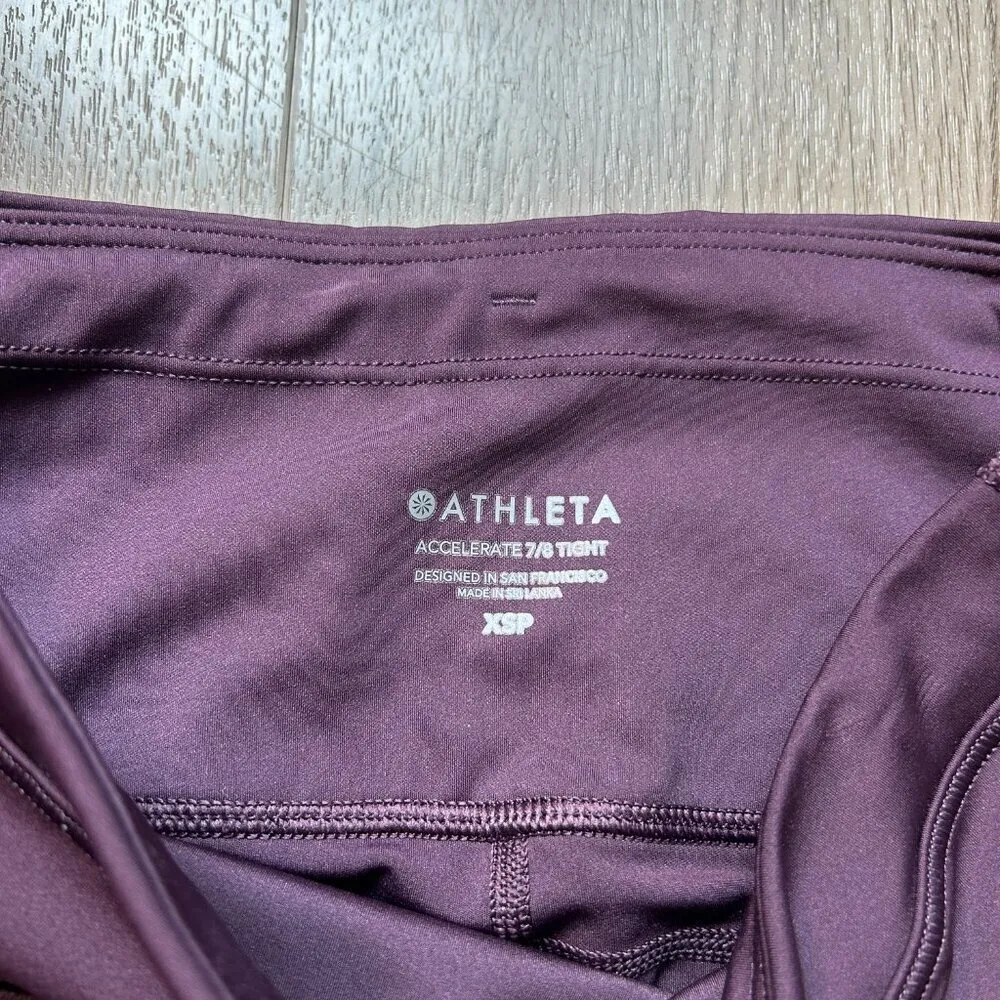 ATHLETA
ACCELERATE 7/8 TIGHT
DESIGNED IN SAN FRANCISCO
MADE IN SRI LANKA
XSP